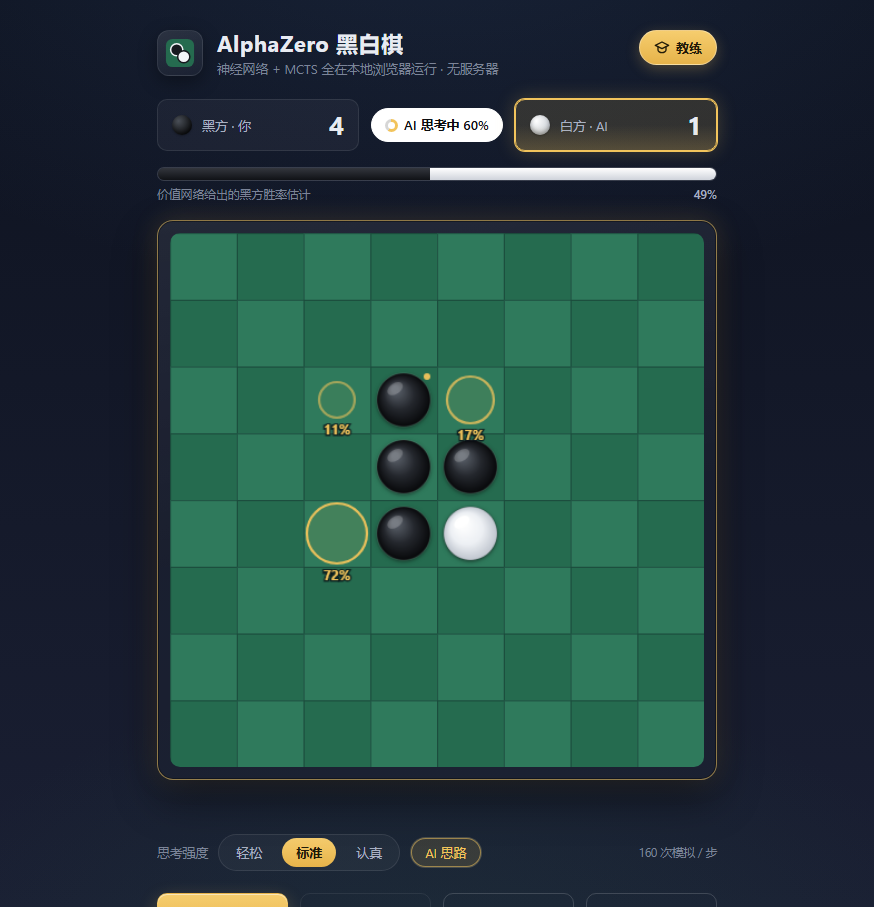 AlphaZero 黑白棋
神经网络 + MCTS 全在本地浏览器运行 · 无服务器
教练
黑方 · 你
4
AI 思考中 60%
白方 · AI
1
价值网络给出的黑方胜率估计
49%
11%
17%
72%
思考强度
轻松
标准
认真
AI 思路
160 次模拟 / 步